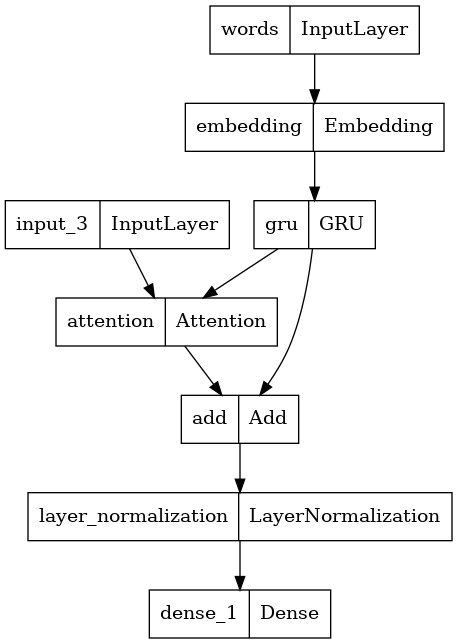 words InputLayer
embedding Embedding
input_3 InputLayer
gru GRU
attention Attention
add Add
layer_normalization LayerNormalization
dense_1 Dense